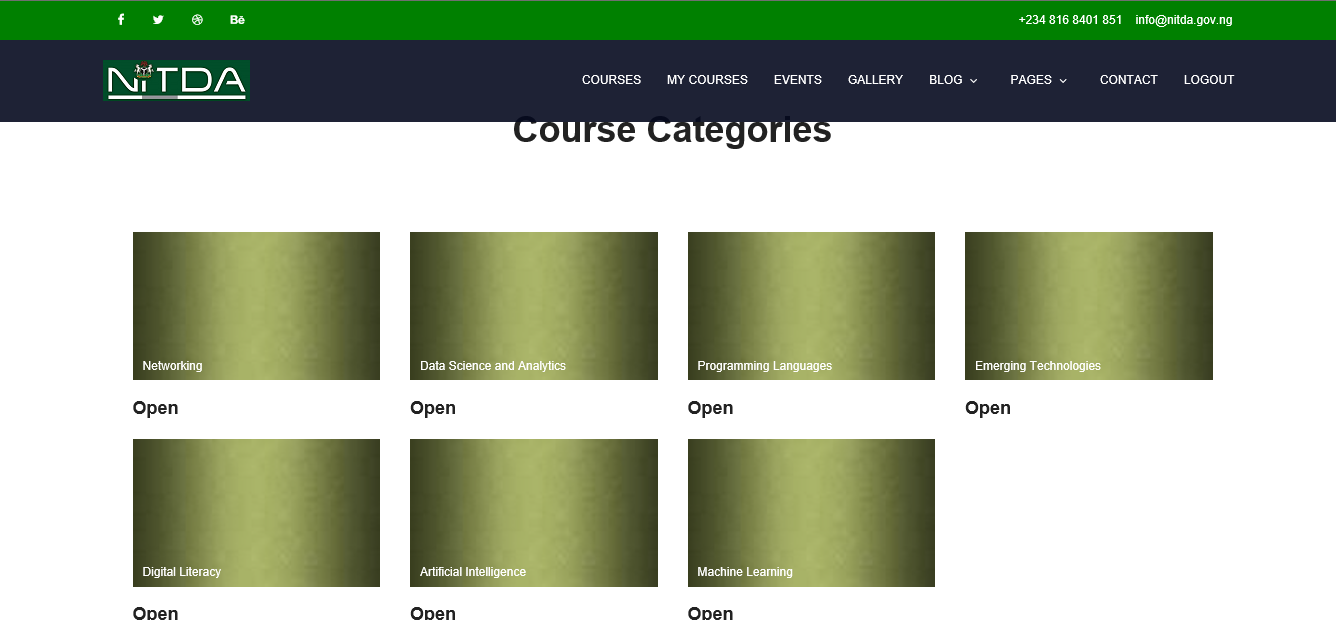 Bē
+234 816 8401 851 info@nitda.gov.ng
NiTDA
COURSES MY COURSES EVENTS GALLERY BLOG PAGES CONTACT LOGOUT
Course Categories
Networking Data Science and Analytics Programming Languages Emerging Technologies
Open Open Open Open
Digital Literacy Artificial Intelligence Machine Learning
Open Open Open